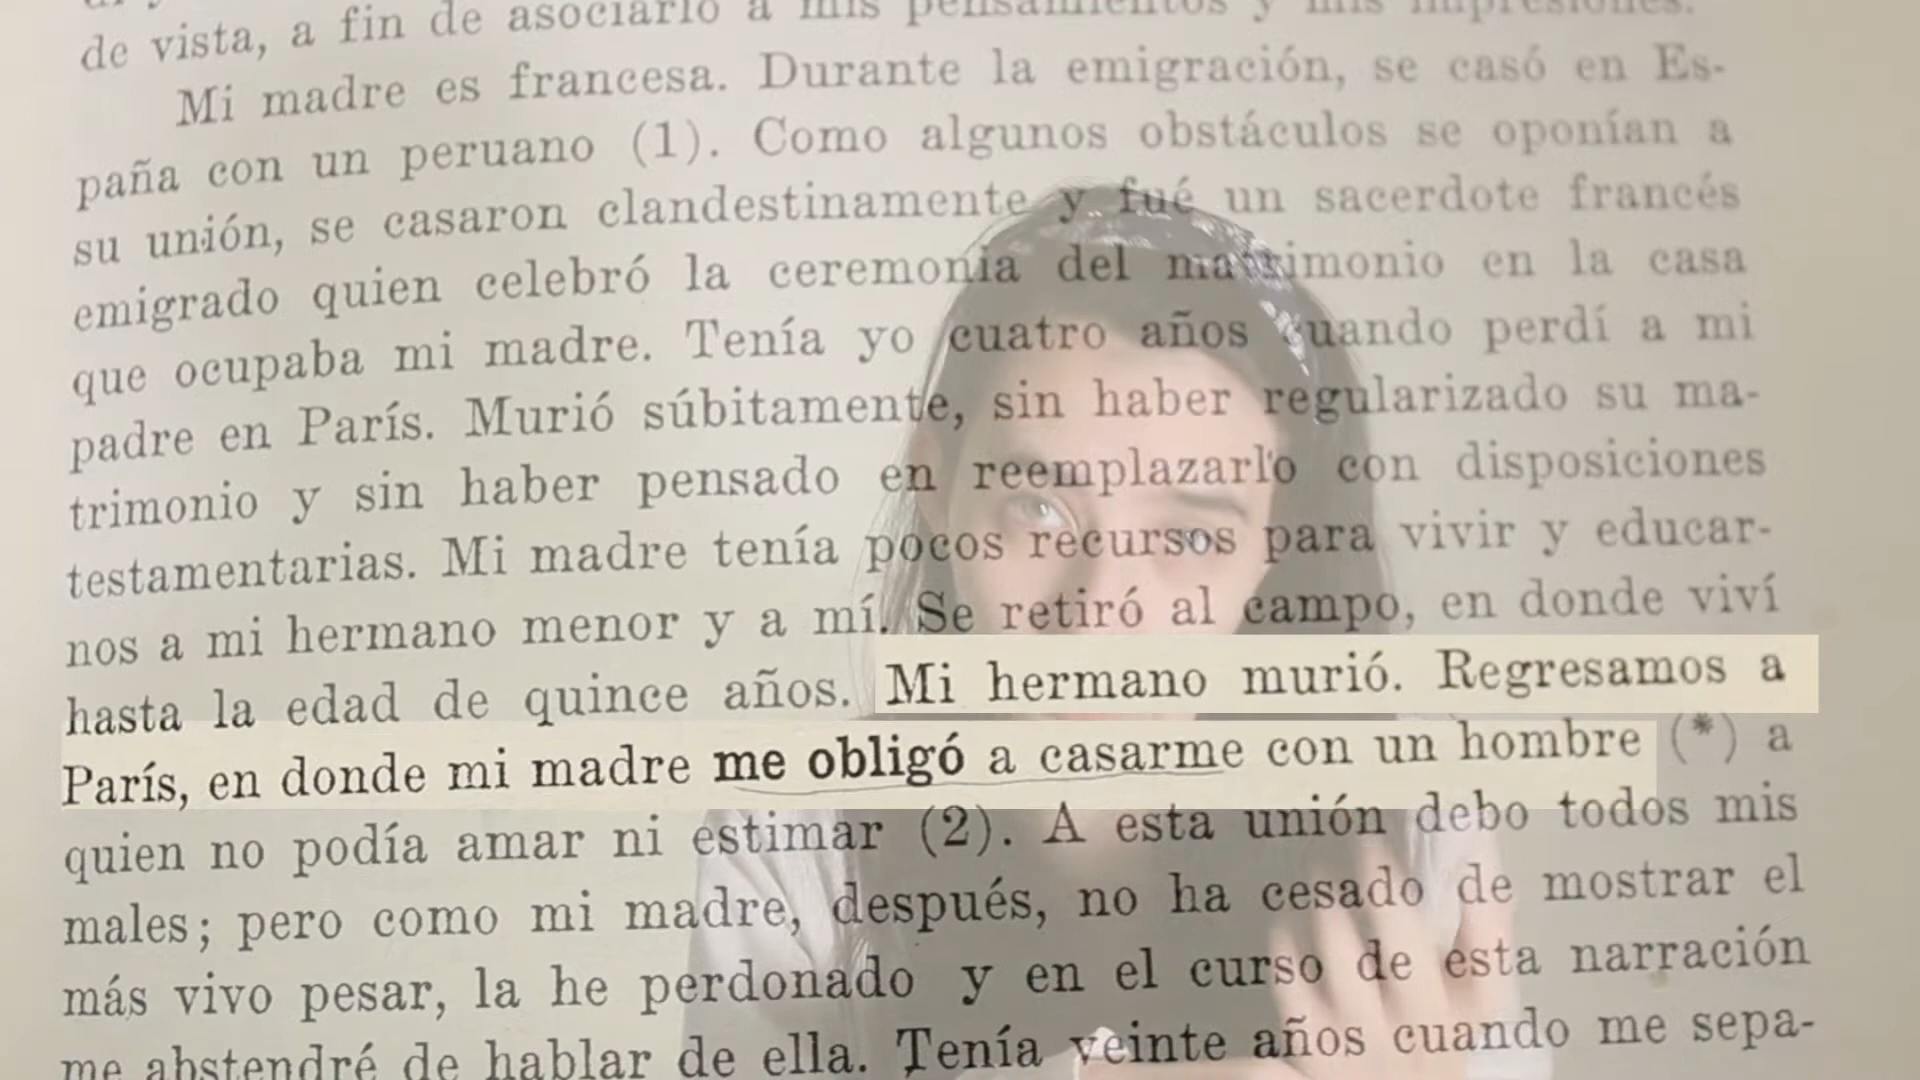 de vista, a fin de asociarlo a mis pensamientos y mis impresiones.
Mi madre es francesa. Durante la emigración, se casó en Es-
paña con un peruano (1). Como algunos obstáculos se oponían a
su unión, se casaron clandestinamente y fué un sacerdote francés
emigrado quien celebró la ceremonia del matrimonio en la casa
que ocupaba mi madre. Tenía yo cuatro años cuando perdí a mi
padre en París. Murió súbitamente, sin haber regularizado su ma-
trimonio y sin haber pensado en reemplazarlo con disposiciones
testamentarias. Mi madre tenía pocos recursos para vivir y educar-
nos a mi hermano menor y a mí. Se retiró al campo, en donde viví
hasta la edad de quince años. Mi hermano murió. Regresamos a
París, en donde mi madre me obligó a casarme con un hombre (*) a
quien no podía amar ni estimar (2). A esta unión debo todos mis
males; pero como mi madre, después, no ha cesado de mostrar el
más vivo pesar, la he perdonado y en el curso de esta narración
me abstendré de hablar de ella. Tenía veinte años cuando me sepa-